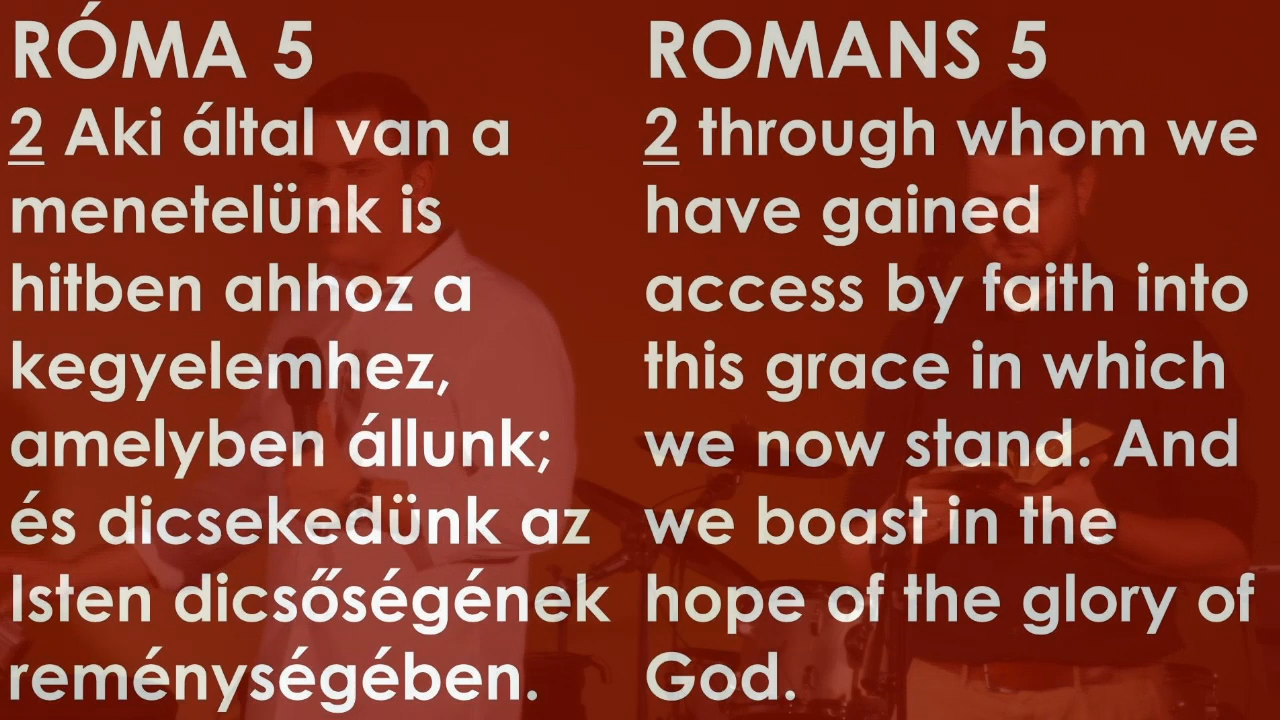 RÓMA 5
2 Aki által van a
menetelünk is
hitben ahhoz a
kegyelemhez,
amelyben állunk;
és dicsekedünk az
Isten dicsőségének
reménységében.
ROMANS 5
2 through whom we
have gained
access by faith into
this grace in which
we now stand. And
we boast in the
hope of the glory of
God.